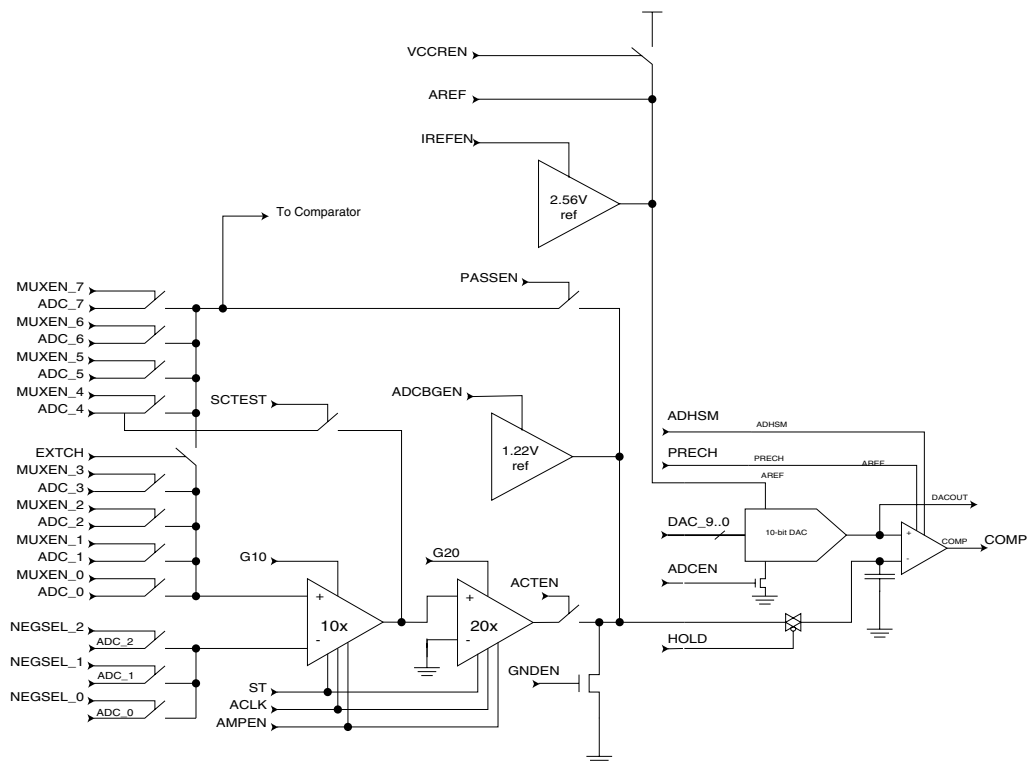 VCCREN
AREF
IREFEN
2.56V
ref
To Comparator
PASSEN
MUXEN_7
ADC_7
MUXEN_6
ADC_6
MUXEN_5
ADC_5
MUXEN_4
ADC_4
SCTEST
ADCBGEN
1.22V
ref
EXTCH
MUXEN_3
ADC_3
MUXEN_2
ADC_2
MUXEN_1
ADC_1
MUXEN_0
ADC_0
ADHSM
ADHSM
PRECH
PRECH
AREF
AREF
DACOUT
DAC_9..0
10-bit DAC
+
-
COMP
COMP
ADCEN
G10
G20
ACTEN
+
10x
-
+
20x
-
NEGSEL_2
ADC_2
NEGSEL_1
ADC_1
NEGSEL_0
ADC_0
HOLD
GNDEN
ST
ACLK
AMPEN